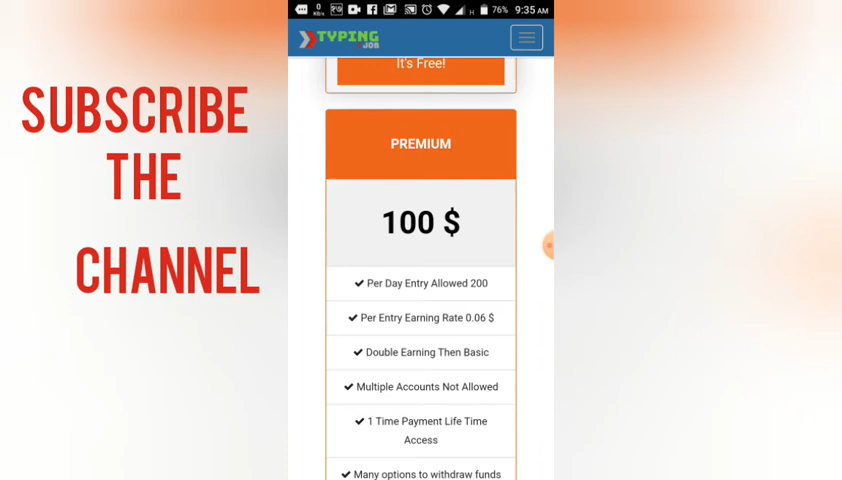 SUBSCRIBE
THE
CHANNEL
0
KB/s
H
76%
9:35 AM
TYPING
JOB
It's Free!
PREMIUM
100 $
✔ Per Day Entry Allowed 200
✔ Per Entry Earning Rate 0.06 $
✔ Double Earning Then Basic
✔ Multiple Accounts Not Allowed
✔ 1 Time Payment Life Time
Access
✔ Many options to withdraw funds